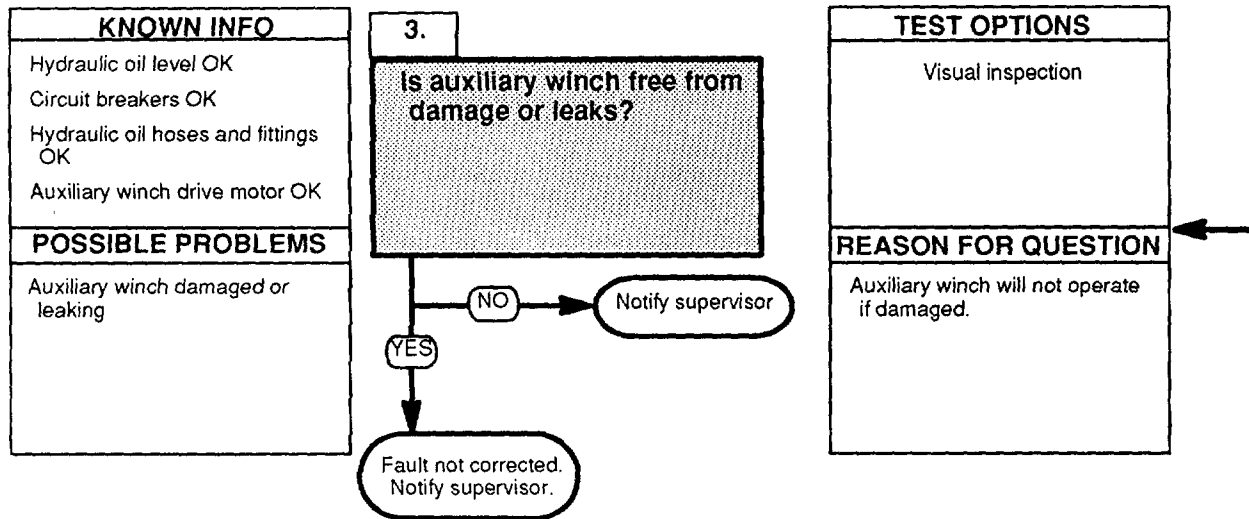 KNOWN INFO
Hydraulic oil level OK
Circuit breakers OK
Hydraulic oil hoses and fittings
OK
Auxiliary winch drive motor OK
POSSIBLE PROBLEMS
Auxiliary winch damaged or
leaking
3.
Is auxiliary winch free from
damage or leaks?
NO
Notify supervisor
YES
Fault not corrected.
Notify supervisor.
TEST OPTIONS
Visual inspection
REASON FOR QUESTION
Auxiliary winch will not operate
if damaged.